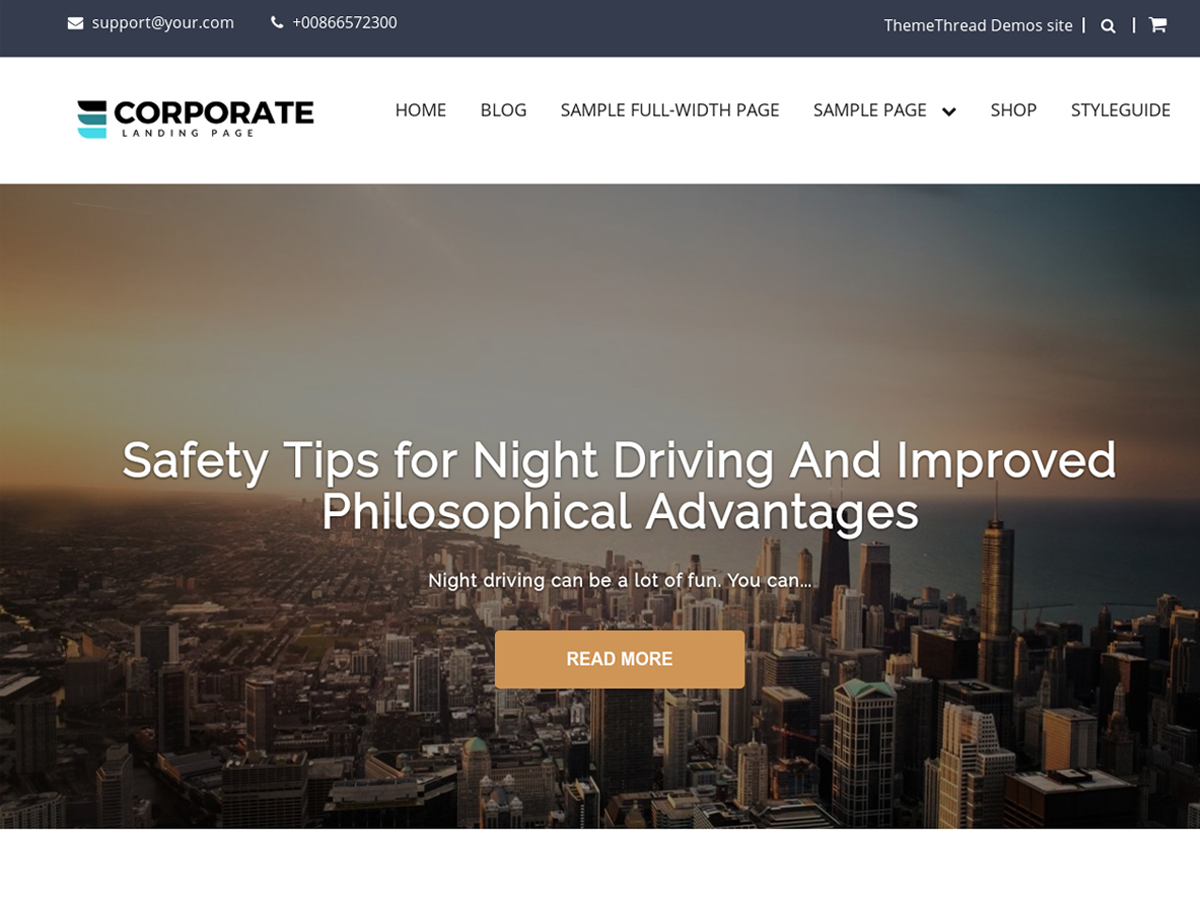 support@your.com
+00866572300
ThemeThread Demos site
CORPORATE
LANDING PAGE
HOME
BLOG
SAMPLE FULL-WIDTH PAGE
SAMPLE PAGE
SHOP
STYLEGUIDE
Safety Tips for Night Driving And Improved
Philosophical Advantages
Night driving can be a lot of fun. You can...
READ MORE